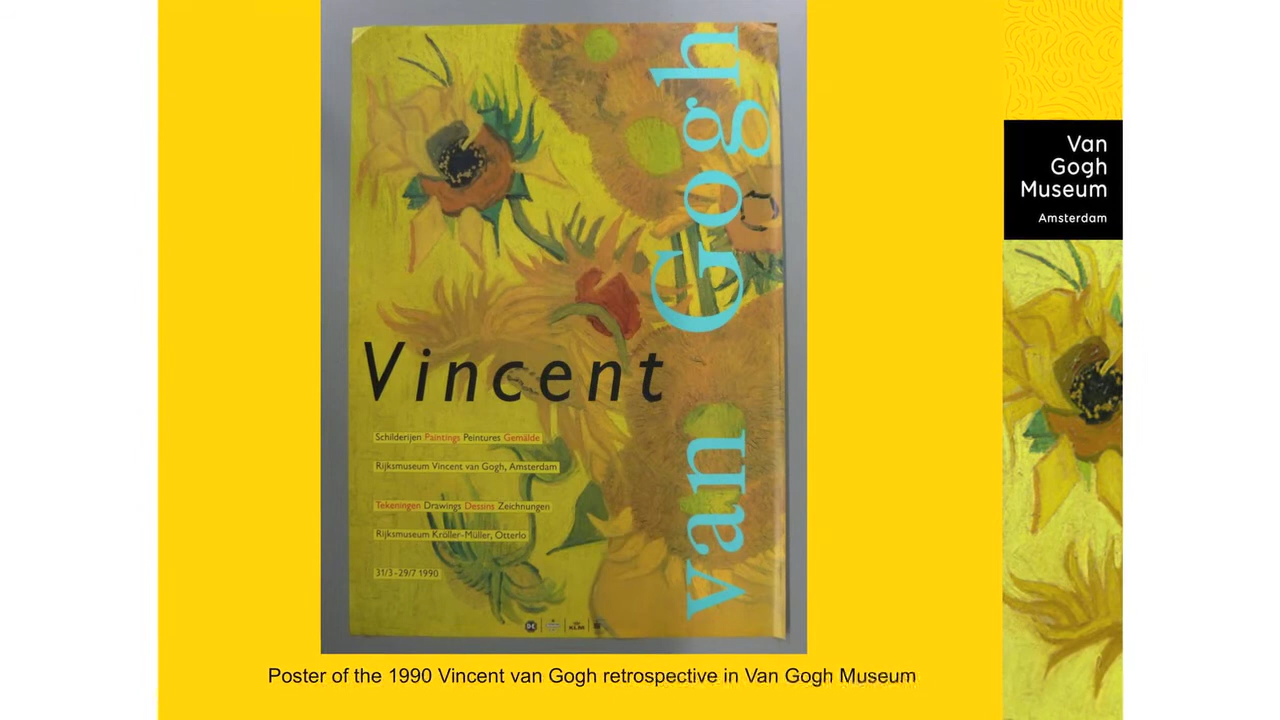 Vincent
van Gogh
Schilderijen Paintings Peintures Gemälde
Rijksmuseum Vincent van Gogh, Amsterdam
Tekeningen Drawings Dessins Zeichnungen
Rijksmuseum Kröller-Müller, Otterlo
31/3-29/7 1990
KLM
Poster of the 1990 Vincent van Gogh retrospective in Van Gogh Museum
Van
Gogh
Museum
Amsterdam